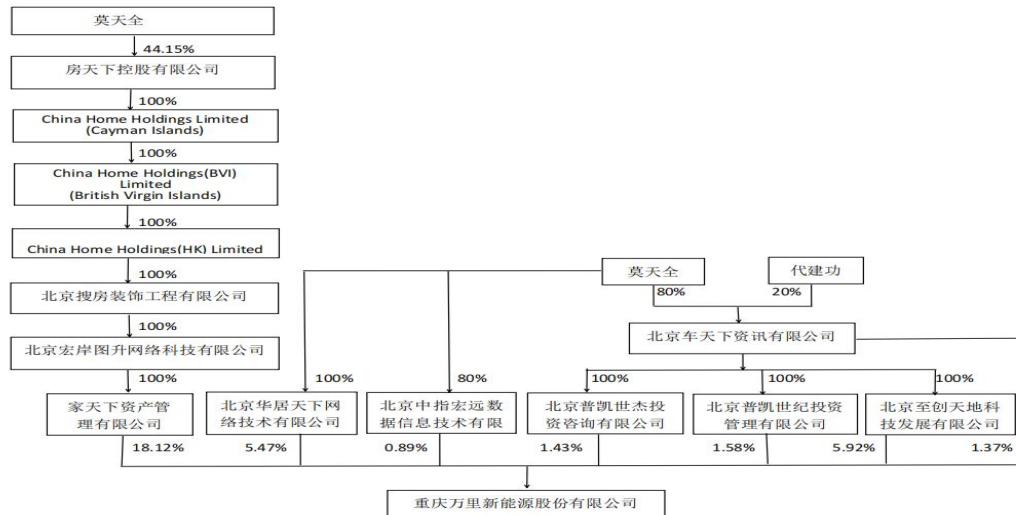 莫天全
44.15%
房天下控股有限公司
100%
China Home Holdings Limited
(Cayman Islands)
100%
China Home Holdings(BVI)
Limited
(British Virgin Islands)
100%
China Home Holdings(HK) Limited
100%
北京搜房装饰工程有限公司
100%
北京宏岸图升网络科技有限公司
100%
家天下资产管
理有限公司
18.12%
莫天全
代建功
80%
20%
北京车天下资讯有限公司
100%
北京华居天下网
络技术有限公司
5.47%
80%
北京中指宏远数
据信息技术有限
0.89%
100%
北京普凯世杰投
资咨询有限公司
1.43%
100%
北京普凯世纪投资
管理有限公司
1.58%
100%
北京至创天地科
技发展有限公司
5.92%
1.37%
重庆万里新能源股份有限公司